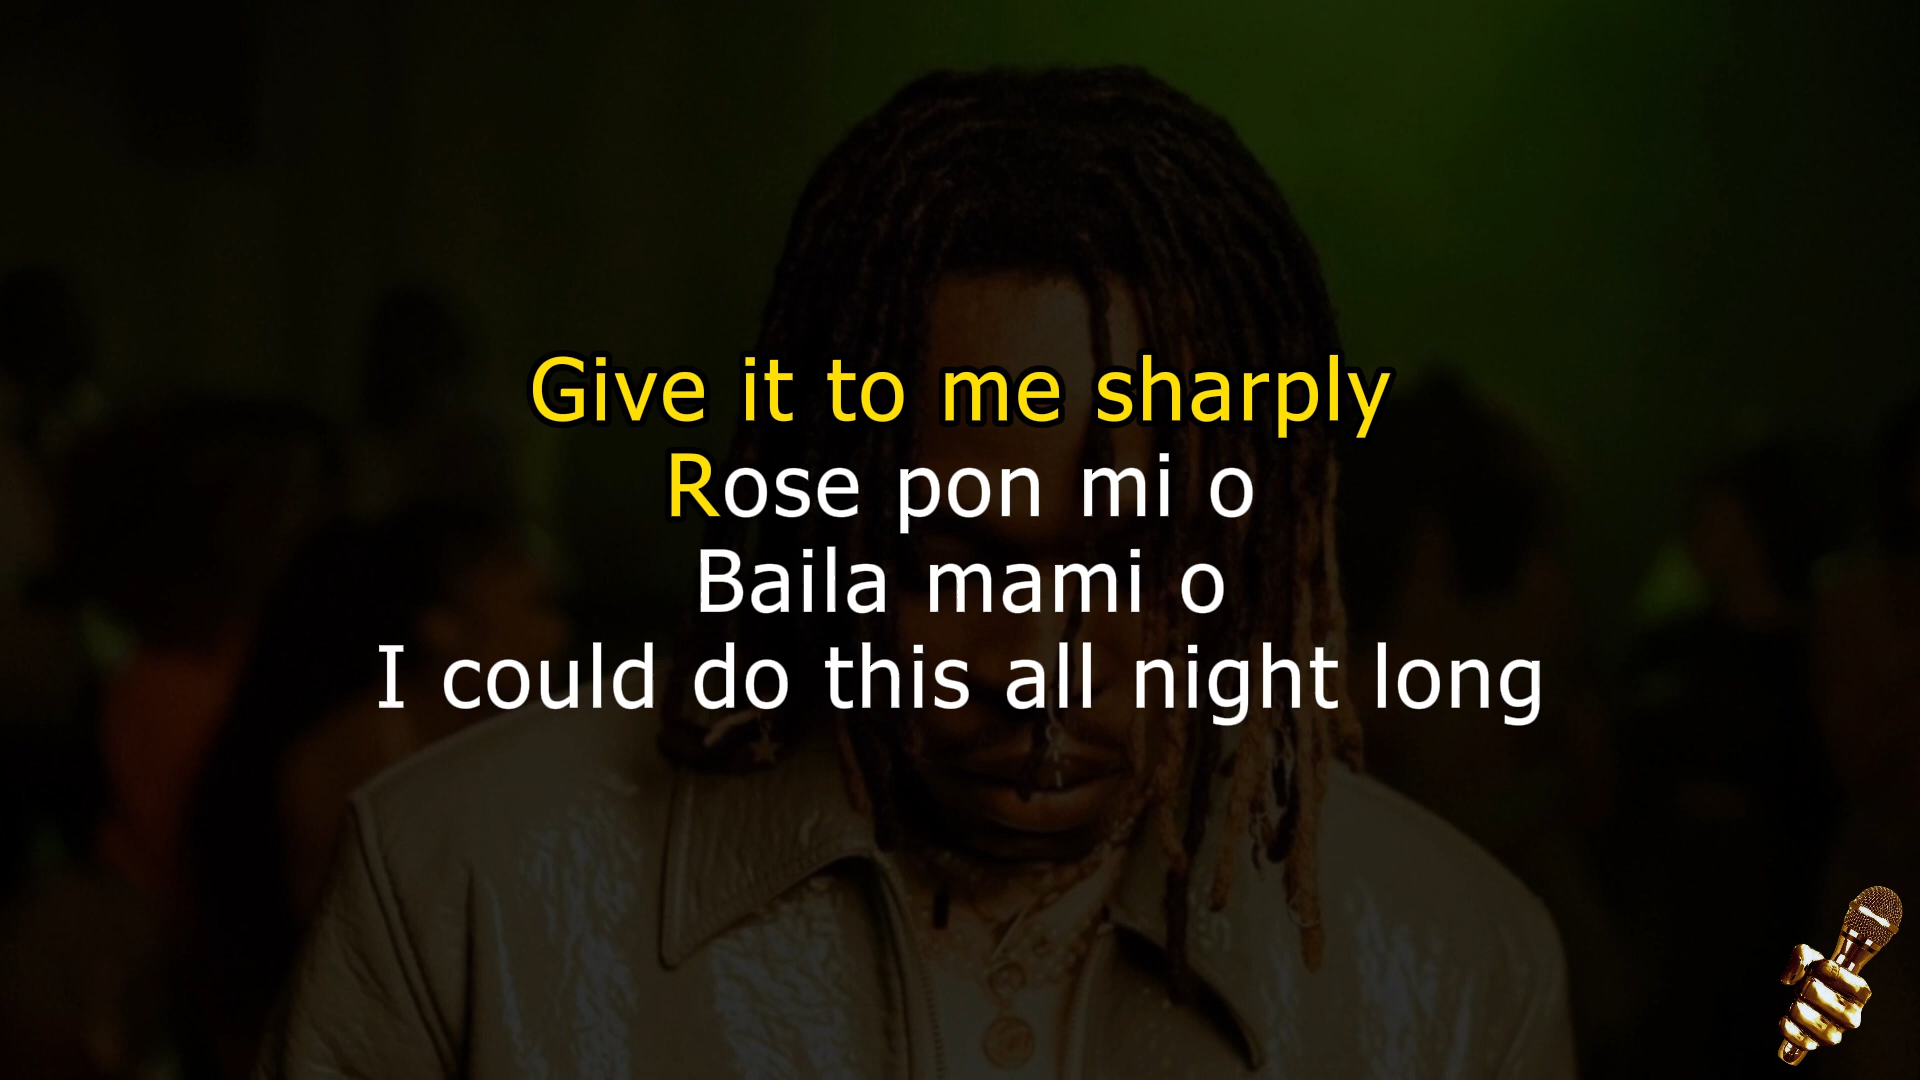 Give it to me sharply
Rose pon mi o
Baila mami o
I could do this all night long